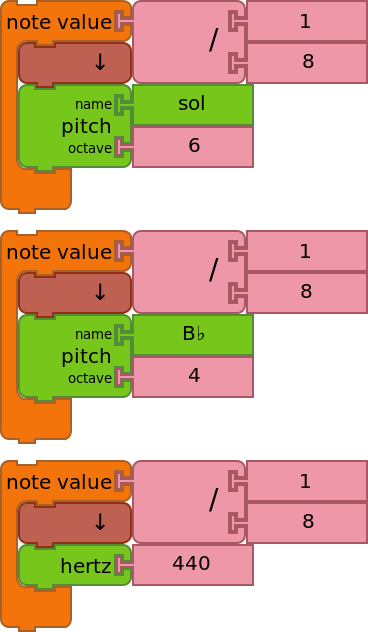 note value / 1
↓ 8
name sol
pitch
octave 6
note value / 1
↓ 8
name B♭
pitch
octave 4
note value / 1
↓ 8
hertz 440